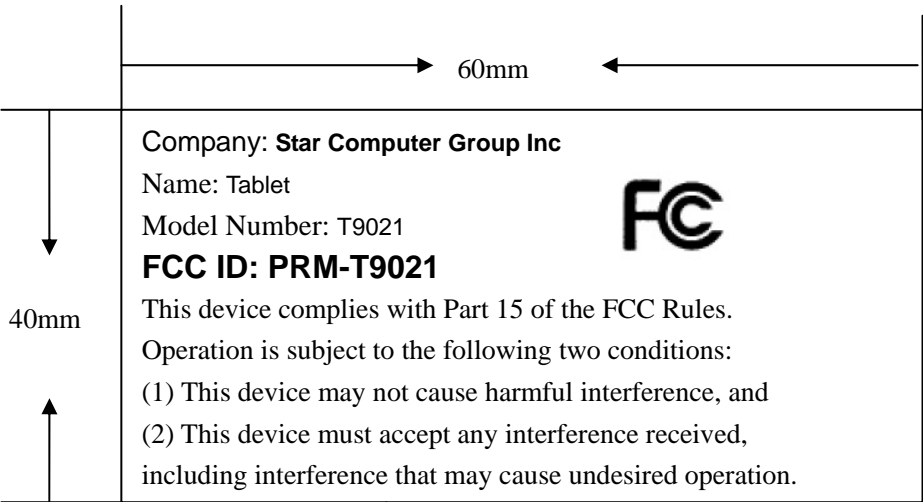 60mm
Company: Star Computer Group Inc
Name: Tablet
Model Number: T9021
FCC ID: PRM-T9021
This device complies with Part 15 of the FCC Rules.
Operation is subject to the following two conditions:
(1) This device may not cause harmful interference, and
(2) This device must accept any interference received,
including interference that may cause undesired operation.
40mm
FC